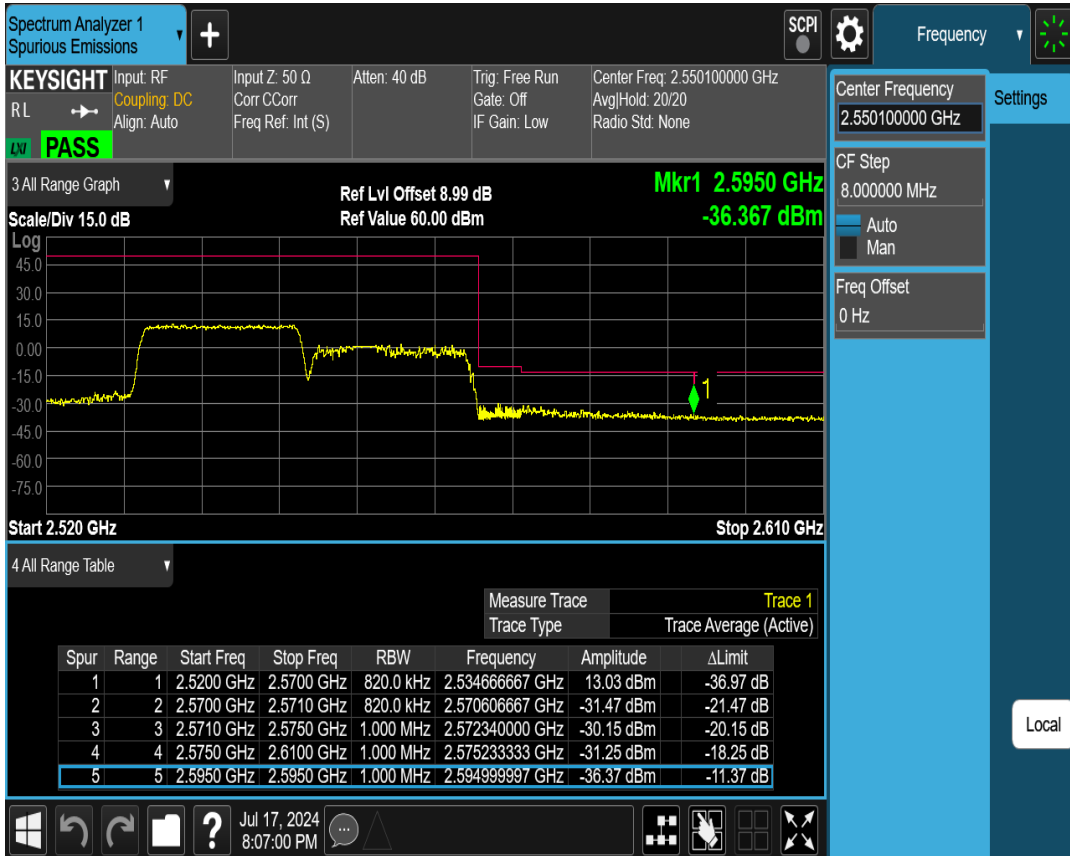 Spectrum Analyzer 1
Spurious Emissions
+
SCPI
Frequency
KEYSIGHT
RL
LXI
PASS
Input: RF
Coupling: DC
Align: Auto
Input Z: 50 Ω
Corr CCorr
Freq Ref: Int (S)
Atten: 40 dB
Trig: Free Run
Gate: Off
IF Gain: Low
Center Freq: 2.550100000 GHz
Avg|Hold: 20/20
Radio Std: None
Center Frequency
2.550100000 GHz
Settings
CF Step
8.000000 MHz
Auto
Man
Freq Offset
0 Hz
Local
3 All Range Graph
Scale/Div 15.0 dB
Ref Lvl Offset 8.99 dB
Ref Value 60.00 dBm
Mkr1 2.5950 GHz
-36.367 dBm
Log
45.0
30.0
15.0
0.00
-15.0
-30.0
-45.0
-60.0
-75.0
1
Start 2.520 GHz
Stop 2.610 GHz
4 All Range Table
Measure Trace Trace 1
Trace Type Trace Average (Active)
Spur Range Start Freq Stop Freq RBW Frequency Amplitude ΔLimit
1 1 2.5200 GHz 2.5700 GHz 820.0 kHz 2.534666667 GHz 13.03 dBm -36.97 dB
2 2 2.5700 GHz 2.5710 GHz 820.0 kHz 2.570606667 GHz -31.47 dBm -21.47 dB
3 3 2.5710 GHz 2.5750 GHz 1.000 MHz 2.572340000 GHz -30.15 dBm -20.15 dB
4 4 2.5750 GHz 2.6100 GHz 1.000 MHz 2.575233333 GHz -31.25 dBm -18.25 dB
5 5 2.5950 GHz 2.5950 GHz 1.000 MHz 2.594999997 GHz -36.37 dBm -11.37 dB
?
Jul 17, 2024
8:07:00 PM